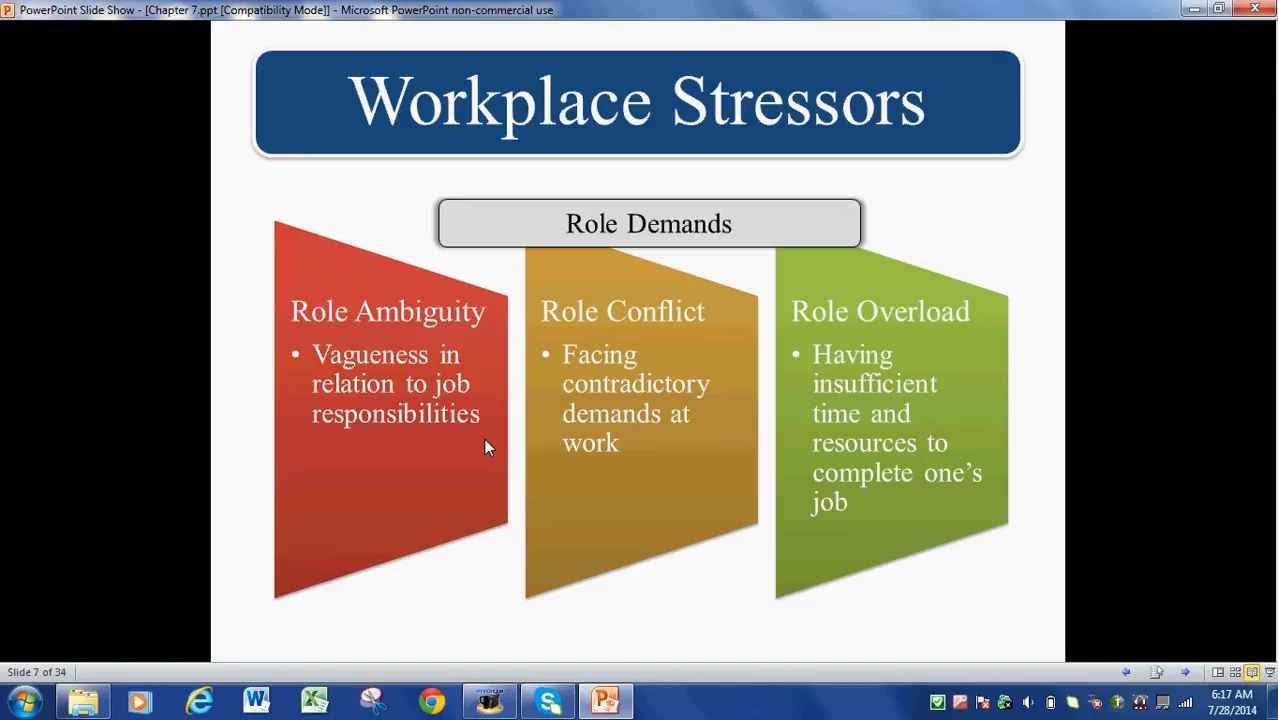 PowerPoint Slide Show - [Chapter 7.ppt [Compatibility Mode]] - Microsoft PowerPoint non-commercial use
Workplace Stressors
Role Demands
Role Ambiguity
• Vagueness in
relation to job
responsibilities
Role Conflict
• Facing
contradictory
demands at
work
Role Overload
• Having
insufficient
time and
resources to
complete one's
job
Slide 7 of 34
HYPERCAM
6:17 AM
7/28/2014